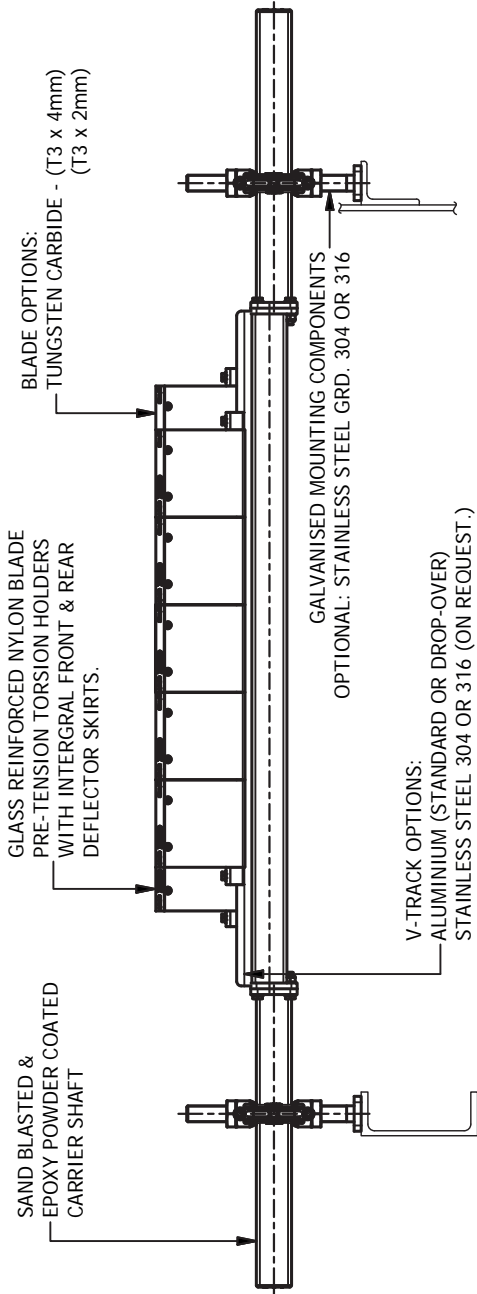 SAND BLASTED &
EPOXY POWDER COATED
CARRIER SHAFT
GLASS REINFORCED NYLON BLADE
PRE-TENSION TORSION HOLDERS
WITH INTERGRAL FRONT & REAR
DEFLECTOR SKIRTS.
BLADE OPTIONS:
TUNGSTEN CARBIDE - (T3 x 4mm)
(T3 x 2mm)
V-TRACK OPTIONS:
ALUMINIUM (STANDARD OR DROP-OVER)
STAINLESS STEEL 304 OR 316 (ON REQUEST.)
GALVANISED MOUNTING COMPONENTS
OPTIONAL: STAINLESS STEEL GRD. 304 OR 316